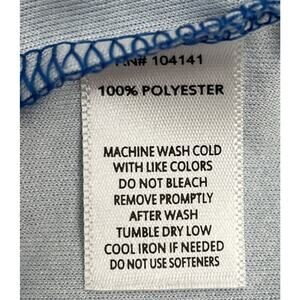 RN# 104141
100% POLYESTER
MACHINE WASH COLD
WITH LIKE COLORS
DO NOT BLEACH
REMOVE PROMPTLY
AFTER WASH
TUMBLE DRY LOW
COOL IRON IF NEEDED
DO NOT USE SOFTENERS